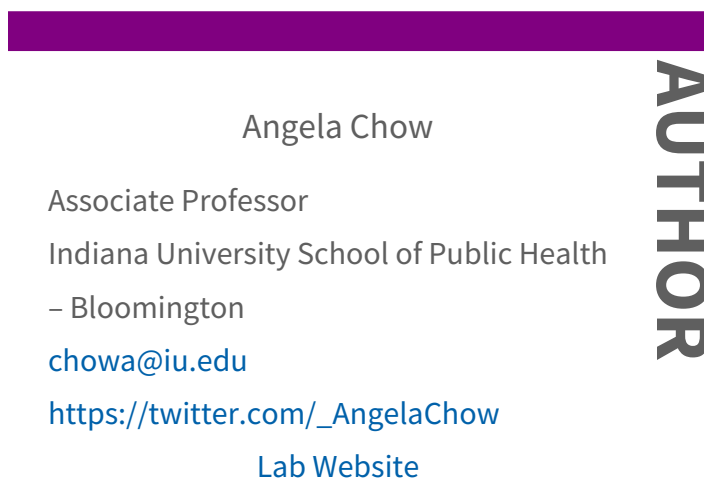 Angela Chow
Associate Professor
Indiana University School of Public Health
– Bloomington
chowa@iu.edu
https://twitter.com/_AngelaChow
Lab Website
AUTHOR